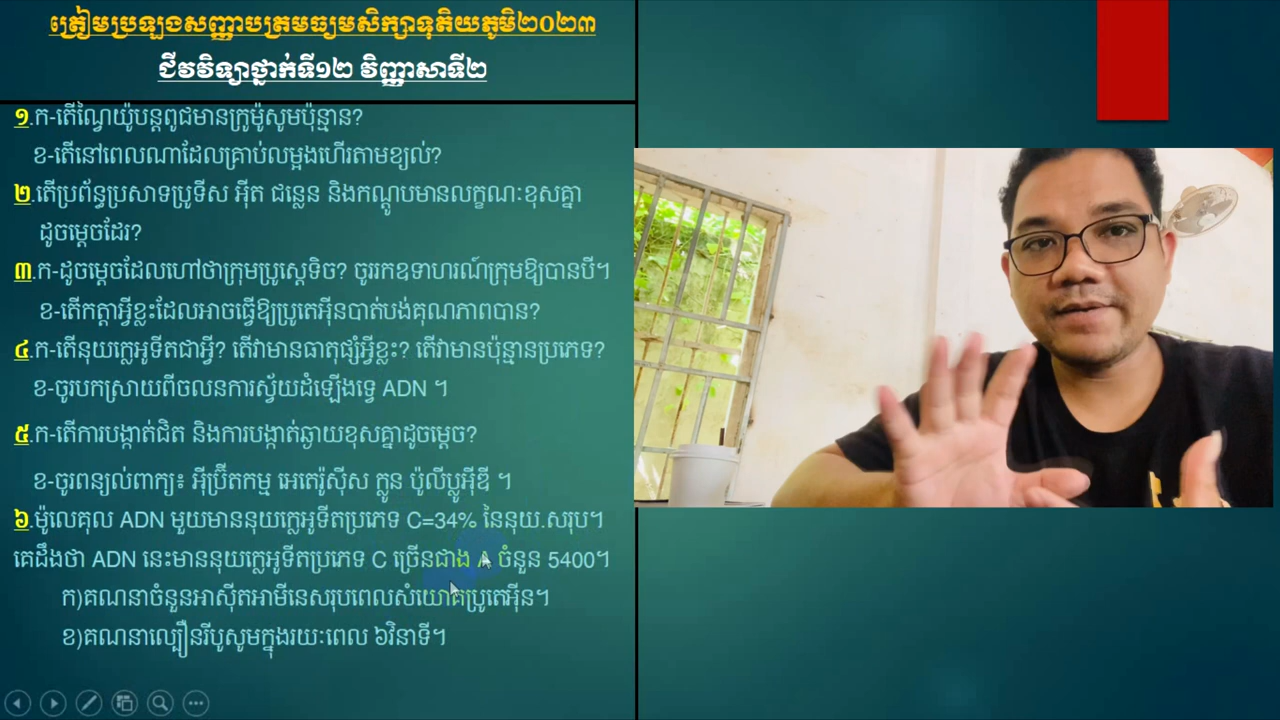 ត្រៀមប្រឡងសញ្ញាបត្រមធ្យមសិក្សាទុតិយភូមិ២០២៣
ជីវវិទ្យាថ្នាក់ទី១២ វិញ្ញាសាទី២
១.ក-តើណ្វៃយ៉ូបន្តពូជមានក្រូម៉ូសូមប៉ុន្មាន?
ខ-តើនៅពេលណាដែលគ្រាប់លម្អងហើរតាមខ្យល់?
២.តើប្រព័ន្ធប្រសាទប្រូទីស អ៊ីត ជន្លេន និងកណ្តូបមានលក្ខណៈខុសគ្នា
ដូចម្តេចដែរ?
៣.ក-ដូចម្តេចដែលហៅថាក្រុមប្រូស្តេទិច? ចូររកឧទាហរណ៍ក្រុមឱ្យបានបី។
ខ-តើកត្តាអ្វីខ្លះដែលអាចធ្វើឱ្យប្រូតេអ៊ីនបាត់បង់គុណភាពបាន?
៤.ក-តើនុយក្លេអូទីតជាអ្វី? តើវាមានធាតុផ្សំអ្វីខ្លះ? តើវាមានប៉ុន្មានប្រភេទ?
ខ-ចូរបកស្រាយពីចលនការស្វ័យដំឡើងទ្វេ ADN ។
៥.ក-តើការបង្កាត់ជិត និងការបង្កាត់ឆ្ងាយខុសគ្នាដូចម្តេច?
ខ-ចូរពន្យល់ពាក្យ៖ អ៊ីប្រ៊ីតកម្ម អេតេរ៉ូស៊ីស ក្លូន ប៉ូលីប្លូអ៊ីឌី ។
៦.ម៉ូលេគុល ADN មួយមាននុយក្លេអូទីតប្រភេទ C=34% នៃនុយ.សរុប។
គេដឹងថា ADN នេះមាននុយក្លេអូទីតប្រភេទ C ច្រើនជាង A ចំនួន 5400។
ក)គណនាចំនួនអាស៊ីតអាមីនេសរុបពេលសំយោគប្រូតេអ៊ីន។
ខ)គណនាល្បឿនរីបូសូមក្នុងរយៈពេល ៦វិនាទី។